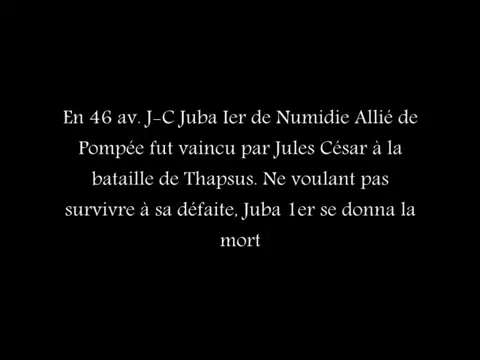 En 46 av. J-C Juba Ier de Numidie Allié de
Pompée fut vaincu par Jules César à la
bataille de Thapsus. Ne voulant pas
survivre à sa défaite, Juba 1er se donna la
mort